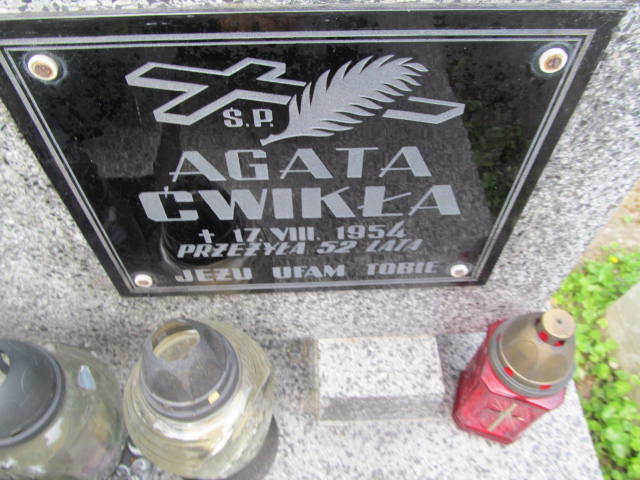 Ś.P.
AGATA
ĆWIKŁA
† 17. VIII. 1954
PRZEŻYŁA 52 LATA
JEZU UFAM TOBIE